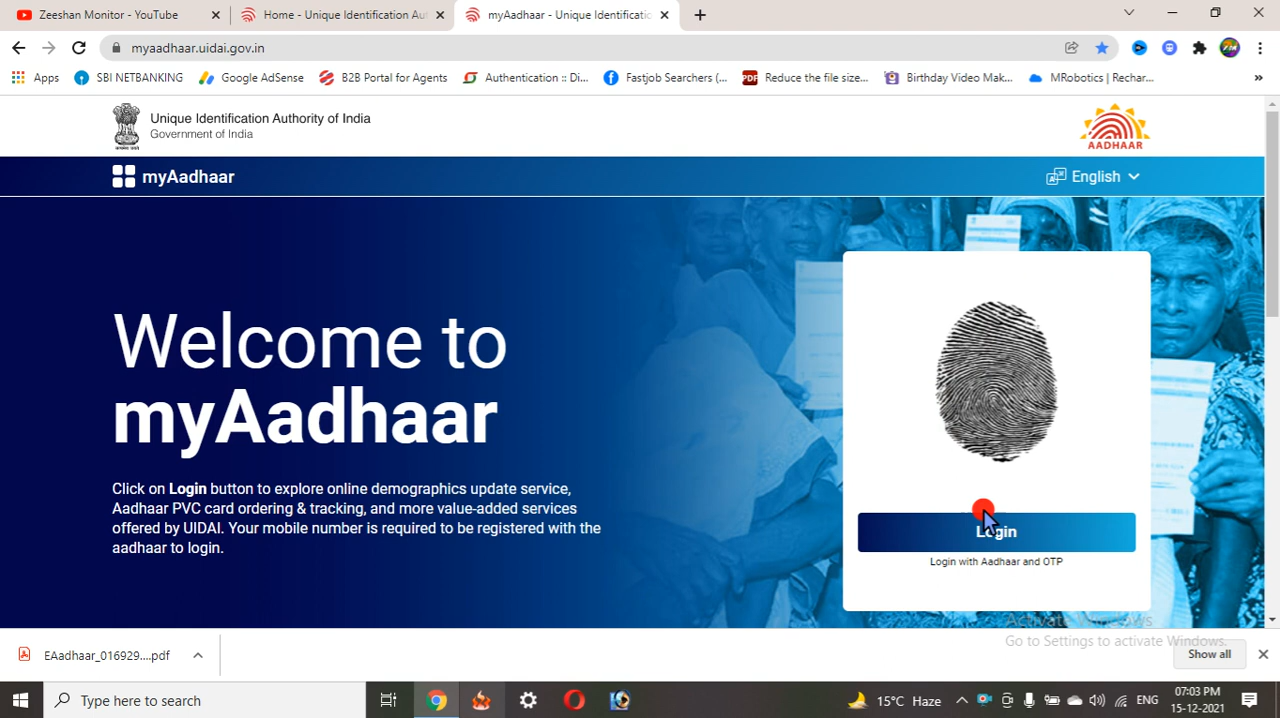 Zeeshan Monitor - YouTube
Home - Unique Identification Aut
myAadhaar - Unique Identificatio
myaadhaar.uidai.gov.in
Apps
SBI NETBANKING
Google AdSense
B2B Portal for Agents
Authentication :: Di...
Fastjob Searchers (...
PDF
Reduce the file size...
Birthday Video Mak...
MRobotics | Rechar...
»
Unique Identification Authority of India
Government of India
AADHAAR
myAadhaar
English
Welcome to
myAadhaar
Click on Login button to explore online demographics update service,
Aadhaar PVC card ordering & tracking, and more value-added services
offered by UIDAI. Your mobile number is required to be registered with the
aadhaar to login.
Login
Login with Aadhaar and OTP
Activate Windows
Go to Settings to activate Windows.
EAadhaar_016929....pdf
Show all
Type here to search
15°C Haze
ENG
07:03 PM
15-12-2021